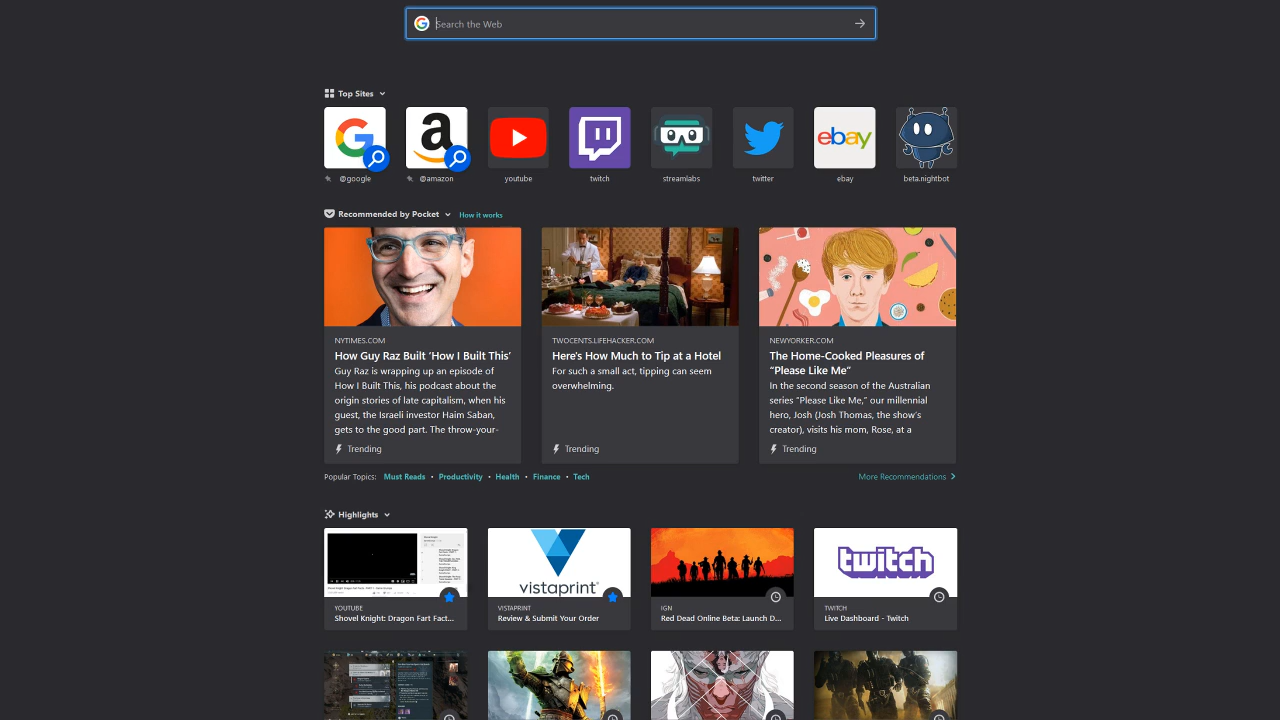 Search the Web
Top Sites
ebay
@google
@amazon
youtube
twitch
streamlabs
twitter
ebay
beta.nightbot
Recommended by Pocket
How it works
NYTIMES.COM
How Guy Raz Built ‘How I Built This’
Guy Raz is wrapping up an episode of
How I Built This, his podcast about the
origin stories of late capitalism, when his
guest, the Israeli investor Haim Saban,
gets to the good part. The throw-your-
Trending
TWOCENTS.LIFEHACKER.COM
Here's How Much to Tip at a Hotel
For such a small act, tipping can seem
overwhelming.
Trending
NEWYORKER.COM
The Home-Cooked Pleasures of
“Please Like Me”
In the second season of the Australian
series “Please Like Me,” our millennial
hero, Josh (Josh Thomas, the show's
creator), visits his mom, Rose, at a
Trending
Popular Topics: Must Reads • Productivity • Health • Finance • Tech
More Recommendations
Highlights
YOUTUBE
Shovel Knight: Dragon Fart Fact...
vistaprint
VISTAPRINT
Review & Submit Your Order
IGN
Red Dead Online Beta: Launch D...
twitch
TWITCH
Live Dashboard - Twitch